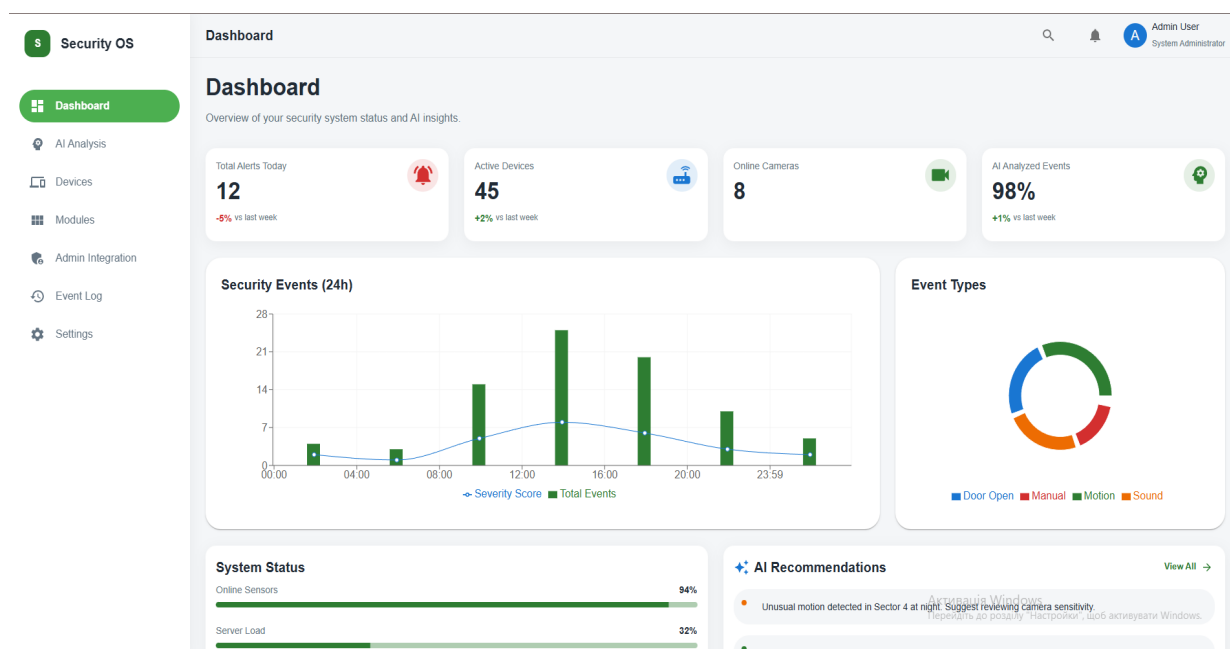 S
Security OS
Dashboard
AI Analysis
Devices
Modules
Admin Integration
Event Log
Settings
Dashboard
A
Admin User
System Administrator
Dashboard
Overview of your security system status and AI insights.
Total Alerts Today
12
-5% vs last week
Active Devices
45
+2% vs last week
Online Cameras
8
AI Analyzed Events
98%
+1% vs last week
Security Events (24h)
28
21
14
7
0
00:00 04:00 08:00 12:00 16:00 20:00 23:59
Severity Score Total Events
Event Types
Door Open Manual Motion Sound
System Status
Online Sensors 94%
Server Load 32%
AI Recommendations
View All →
Unusual motion detected in Sector 4 at night. Suggest reviewing camera sensitivity.
Активація Windows
Перейдіть до розділу "Настройки", щоб активувати Windows.